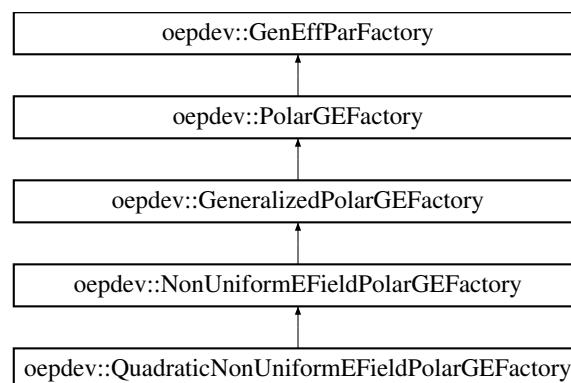 oepdev::GenEffParFactory
oepdev::PolarGEFactory
oepdev::GeneralizedPolarGEFactory
oepdev::NonUniformEFieldPolarGEFactory
oepdev::QuadraticNonUniformEFieldPolarGEFactory